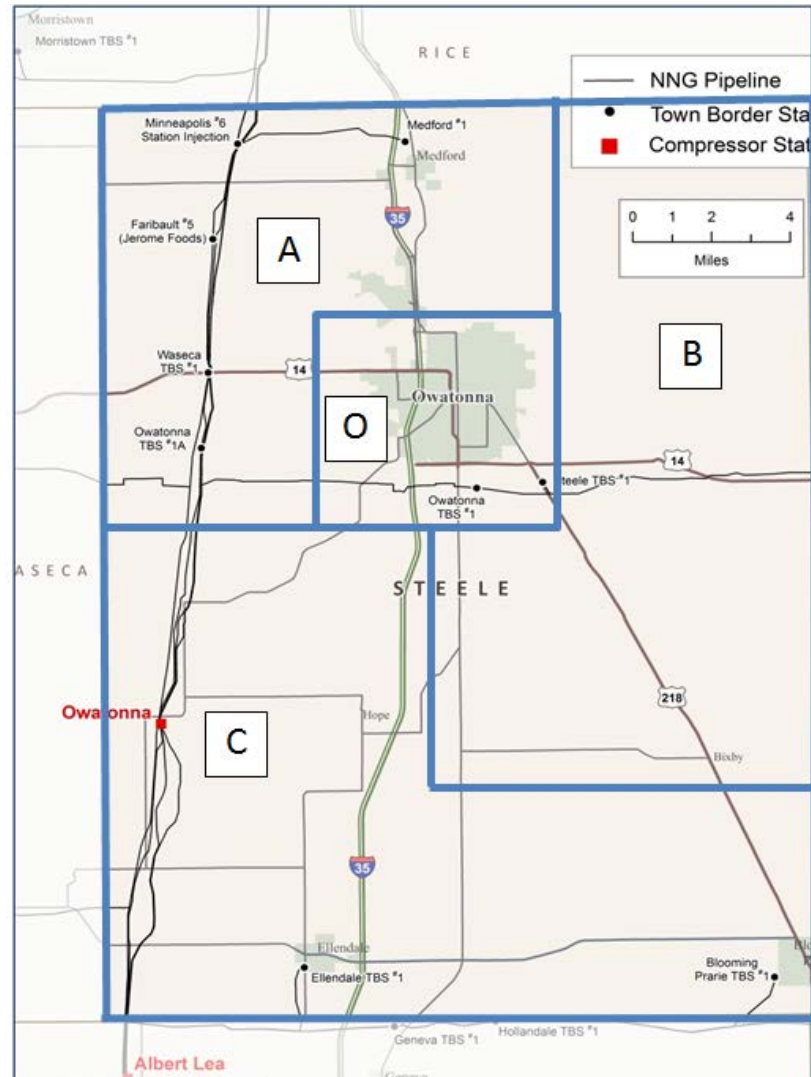 Morristown
Morristown TBS #1
RICE
NNG Pipeline
Town Border Sta
Compressor Stat
Minneapolis #6
Station Injection
Medford #1
Medford
35
0 1 2 4
Miles
Faribault #5
(Jerome Foods)
A
B
Waseca
TBS #1
14
Owatonna
O
Owatonna
TBS #1A
14
Steele TBS #1
Owatonna
TBS #1
ASECA
STEELE
Owatonna
C
Hope
218
Bixby
35
Ellendale
Ellendale TBS #1
Blooming
Prarie TBS #1
Geneva TBS #1
Hollandale TBS #1
Albert Lea